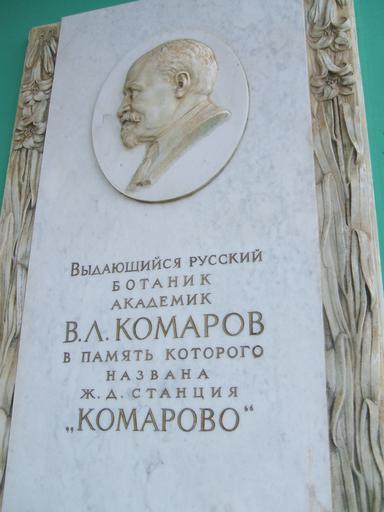 Выдающийся русский
ботаник
академик
В.Л.КОМАРОВ
в память которого
названа
ж.д.станция
„КОМАРОВО“